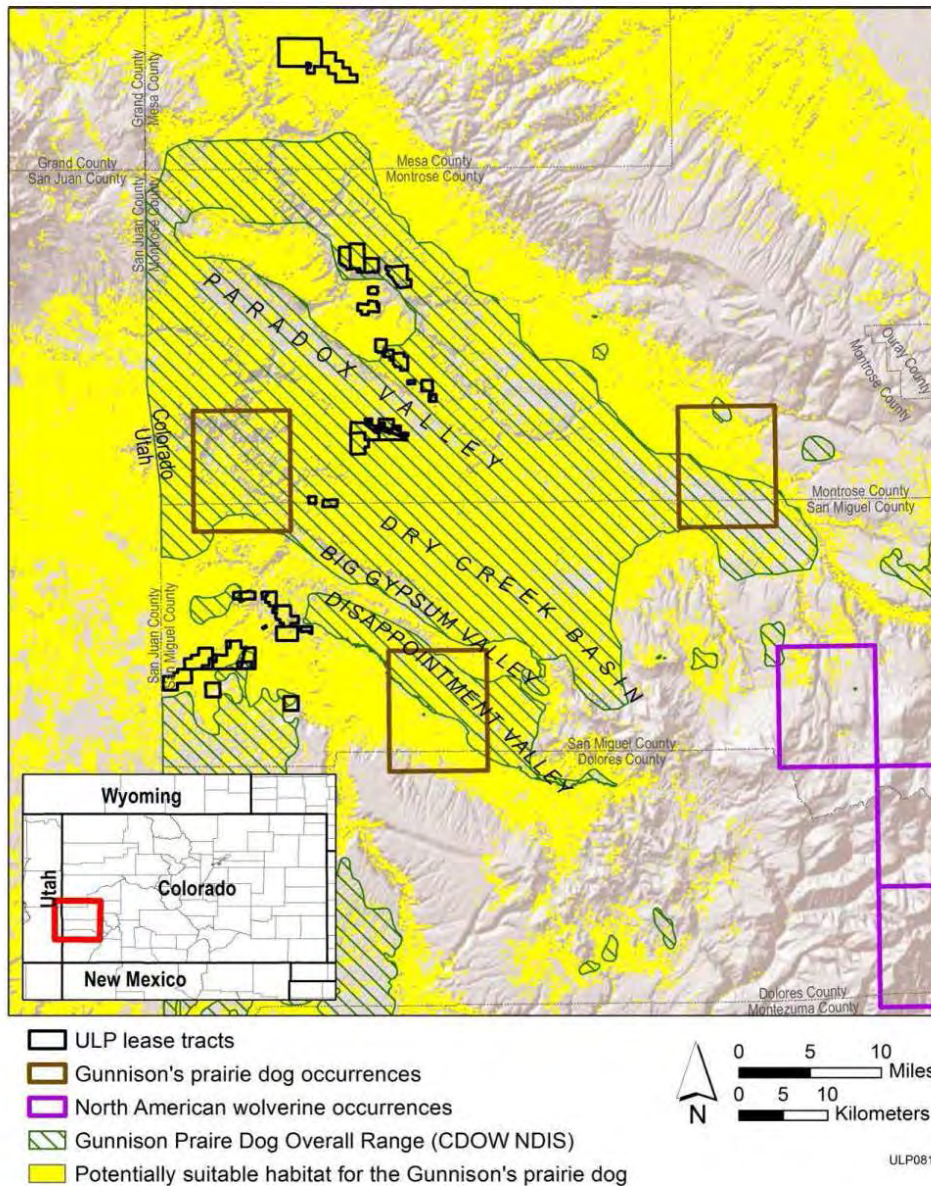 Grand County
Mesa County
Grand County
San Juan County
Mesa County
Montrose County
San Juan County
Montrose County
PARADOX VALLEY
Ouray County
Montrose County
Colorado
Utah
Montrose County
San Miguel County
DRY CREEK BASIN
BIG GYPSUM VALLEY
DISAPPOINTMENT VALLEY
San Juan County
San Miguel County
San Miguel County
Dolores County
Wyoming
Utah
Colorado
New Mexico
Dolores County
Montezuma County
ULP lease tracts
Gunnison's prairie dog occurrences
North American wolverine occurrences
Gunnison Praire Dog Overall Range (CDOW NDIS)
Potentially suitable habitat for the Gunnison's prairie dog
N
0 5 10
Miles
0 5 10
Kilometers
ULP081